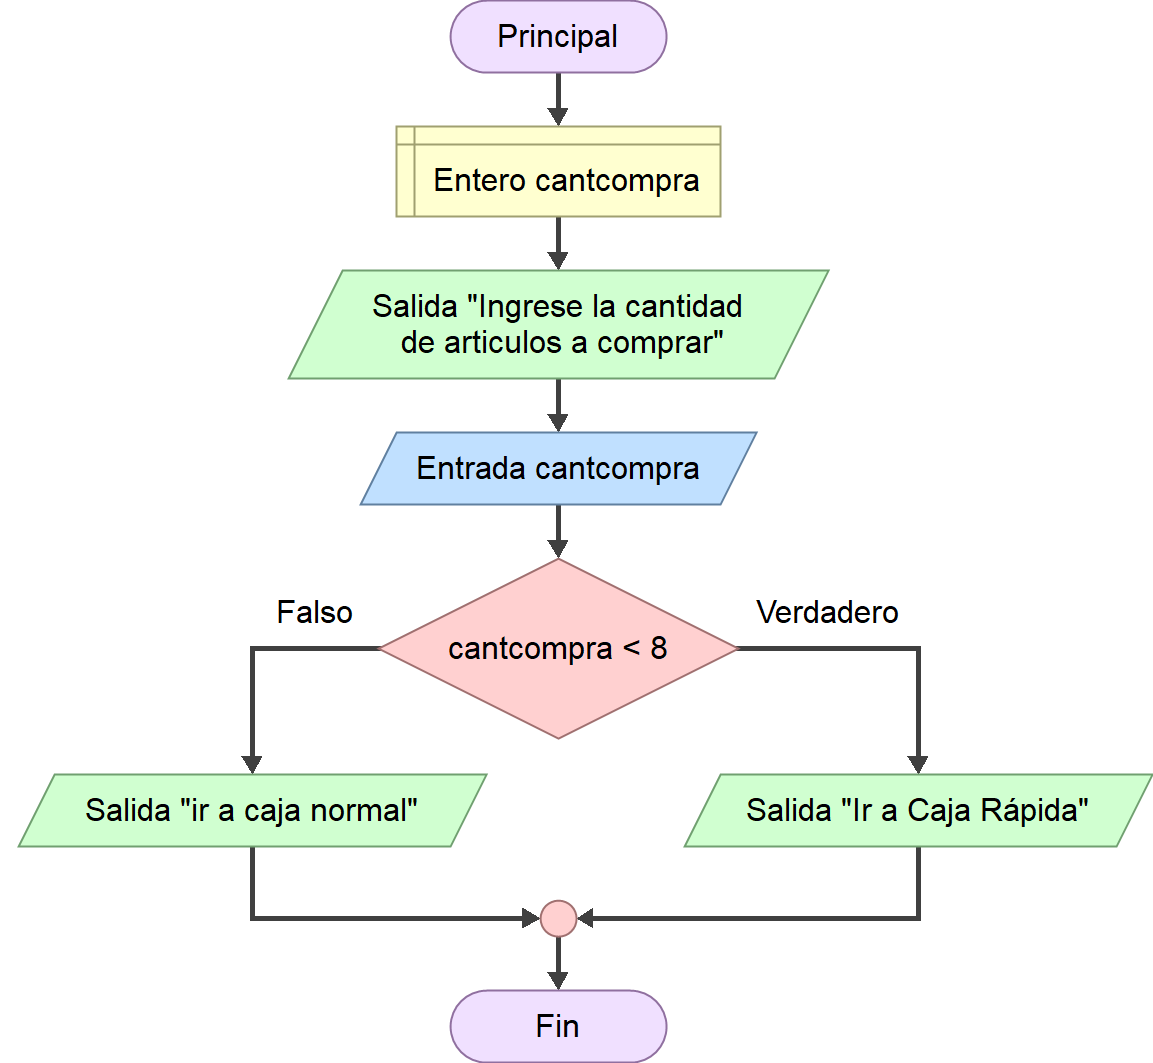 Principal
Entero cantcompra
Salida "Ingrese la cantidad
de articulos a comprar"
Entrada cantcompra
Falso
Verdadero
cantcompra < 8
Salida "ir a caja normal"
Salida "Ir a Caja Rápida"
Fin